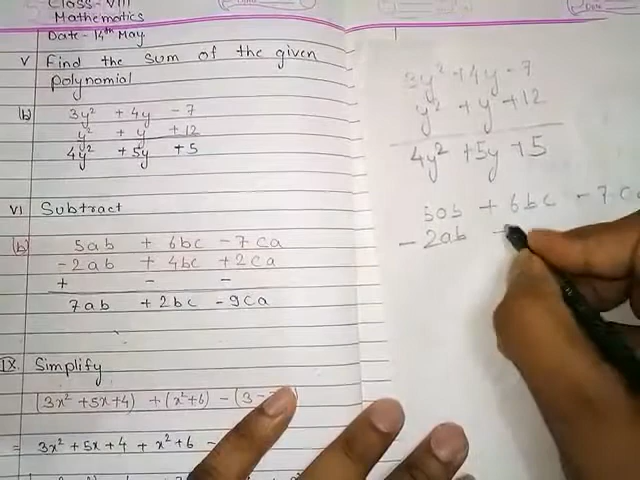 Class-VIII
Mathematics
Date- 14th May
V Find the sum of the given
polynomial
(b) 3y² + 4y - 7
y² + y + 12
4y² + 5y + 5
VI Subtract
(b) 5ab + 6bc - 7ca
-2ab + 4bc + 2ca
+ - -
7ab + 2bc - 9ca
IX. Simplify
(3x² + 5x + 4) + (x² + 6) - (3
= 3x² + 5x + 4 + x² + 6 -
3y² + 4y - 7
y² + y + 12
4y² + 5y + 5
5ab + 6bc - 7ca
- 2ab +